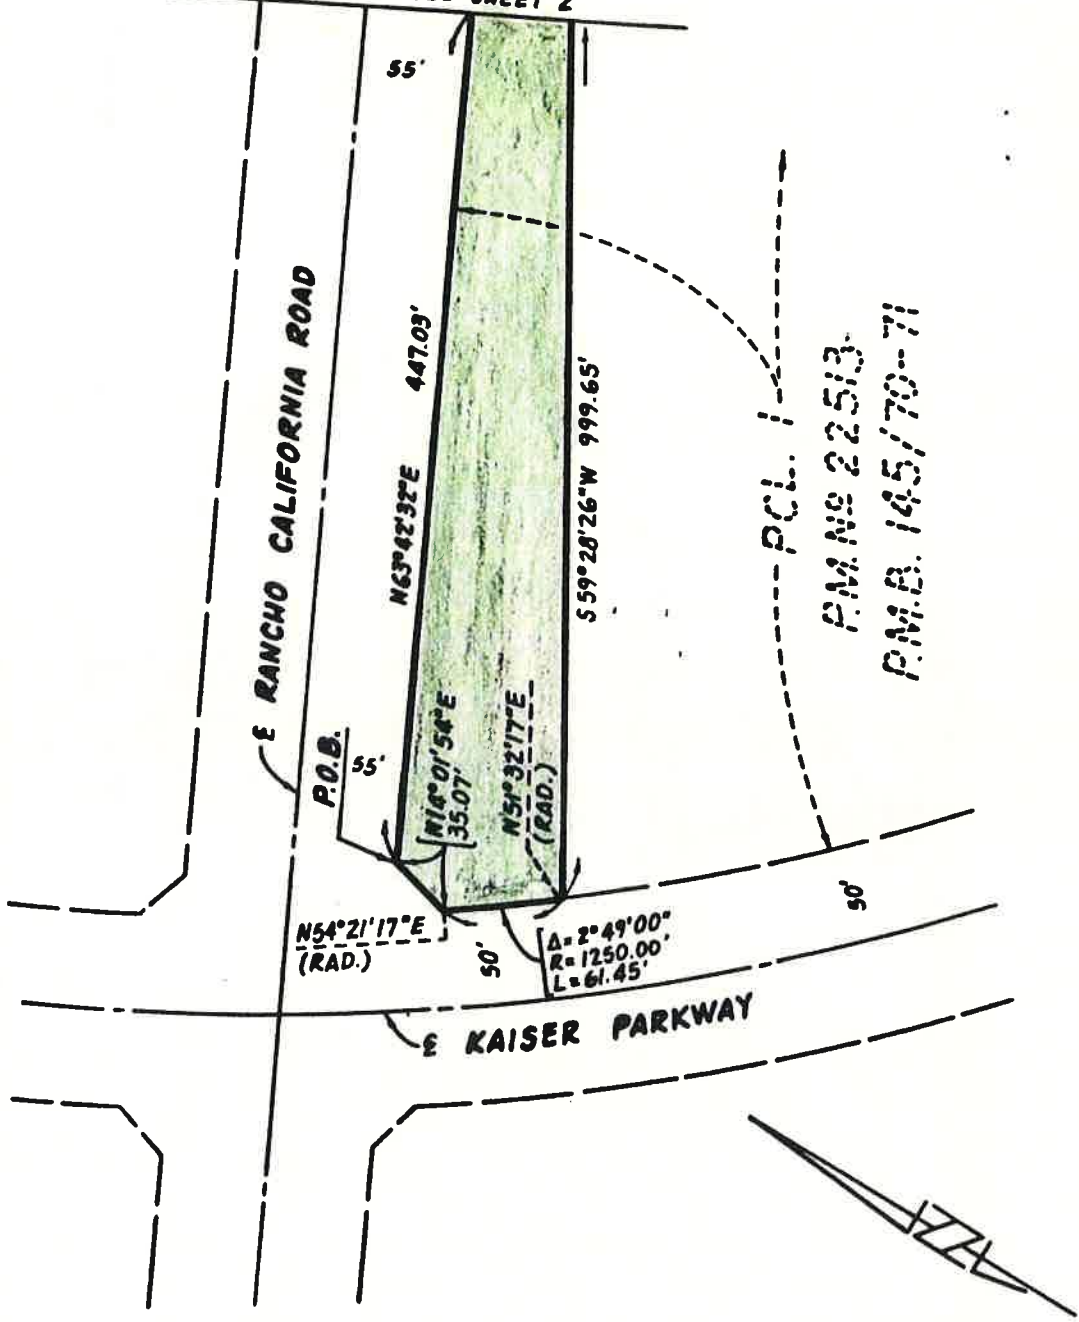 SHEET 2
55'
℄ RANCHO CALIFORNIA ROAD
N63°42'32"E 447.03'
S59°28'26"W 999.65'
PCL. 1
P.M. Nº 22513
P.M.B. 145/70-71
P.O.B.
55'
N14°01'54"E
35.07'
N51°32'17"E
(RAD.)
N54°21'17"E
(RAD.)
50'
Δ=2°49'00"
R=1250.00'
L=61.45'
50'
℄ KAISER PARKWAY
N